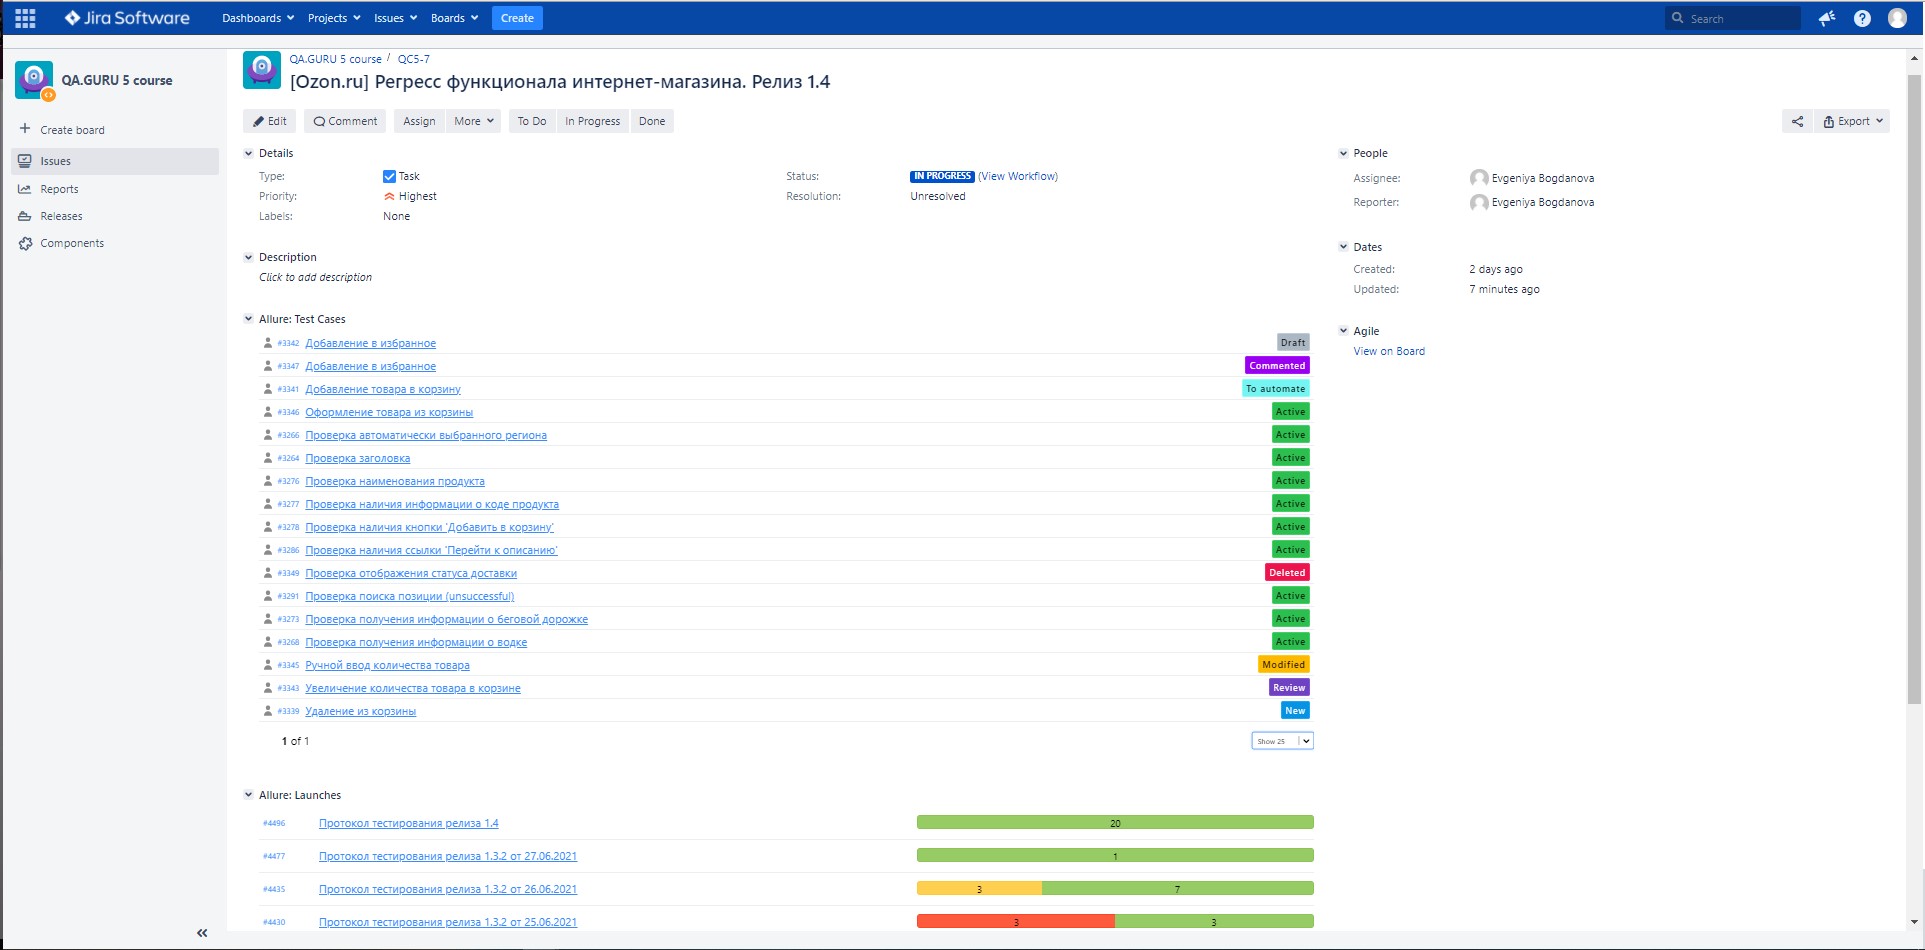 Jira Software Dashboards Projects Issues Boards Create Search
QA.GURU 5 course
Create board
Issues
Reports
Releases
Components
QA.GURU 5 course / QC5-7
[Ozon.ru] Регресс функционала интернет-магазина. Релиз 1.4
Edit Comment Assign More To Do In Progress Done Export
Details
Type: Task Status: IN PROGRESS (View Workflow)
Priority: Highest Resolution: Unresolved
Labels: None
Description
Click to add description
Allure: Test Cases
#3342 Добавление в избранное Draft
#3347 Добавление в избранное Commented
#3341 Добавление товара в корзину To automate
#3346 Оформление товара из корзины Active
#3266 Проверка автоматически выбранного региона Active
#3264 Проверка заголовка Active
#3276 Проверка наименования продукта Active
#3277 Проверка наличия информации о коде продукта Active
#3278 Проверка наличия кнопки 'Добавить в корзину' Active
#3286 Проверка наличия ссылки 'Перейти к описанию' Active
#3349 Проверка отображения статуса доставки Deleted
#3291 Проверка поиска позиции (unsuccessful) Active
#3273 Проверка получения информации о беговой дорожке Active
#3268 Проверка получения информации о водке Active
#3345 Ручной ввод количества товара Modified
#3343 Увеличение количества товара в корзине Review
#3339 Удаление из корзины New
1 of 1 Show 25
Allure: Launches
#4496 Протокол тестирования релиза 1.4 20
#4477 Протокол тестирования релиза 1.3.2 от 27.06.2021 1
#4435 Протокол тестирования релиза 1.3.2 от 26.06.2021 3 7
#4430 Протокол тестирования релиза 1.3.2 от 25.06.2021 3 3
People
Assignee: Evgeniya Bogdanova
Reporter: Evgeniya Bogdanova
Dates
Created: 2 days ago
Updated: 7 minutes ago
Agile
View on Board